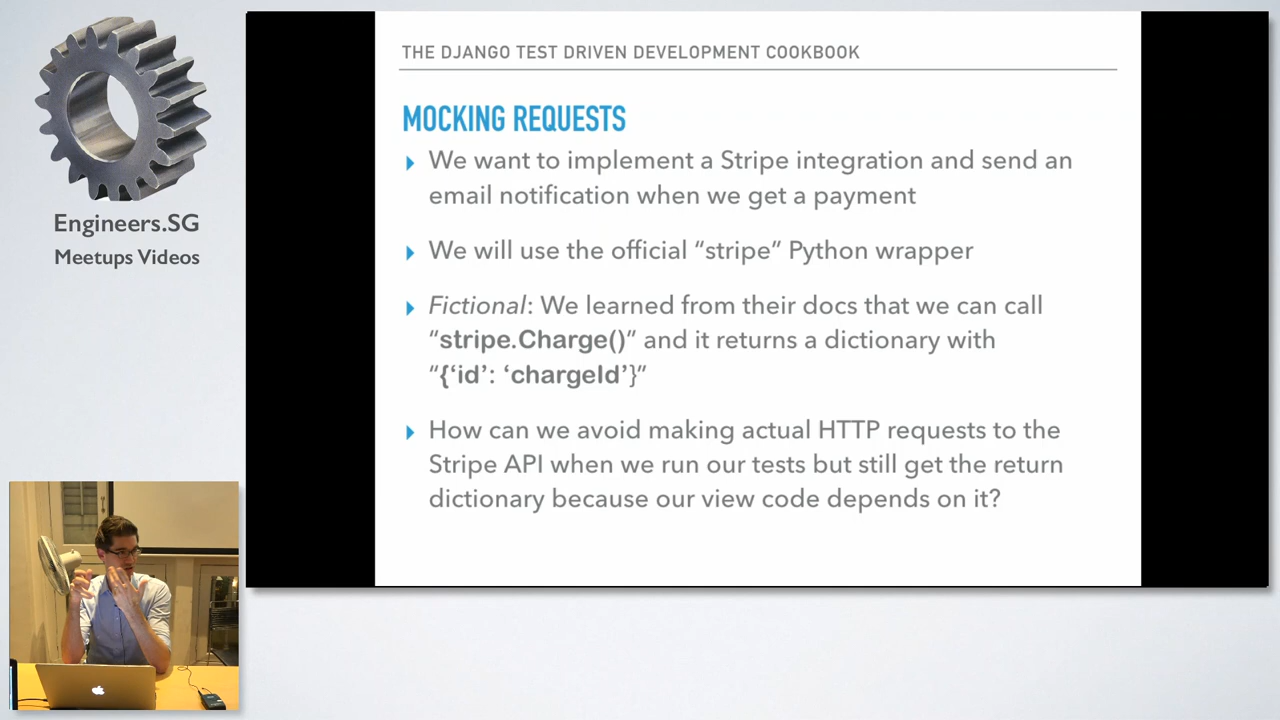 Engineers.SG
Meetups Videos
THE DJANGO TEST DRIVEN DEVELOPMENT COOKBOOK
MOCKING REQUESTS
We want to implement a Stripe integration and send an
email notification when we get a payment
We will use the official “stripe” Python wrapper
Fictional: We learned from their docs that we can call
“stripe.Charge()” and it returns a dictionary with
“{‘id’: ‘chargeId’}”
How can we avoid making actual HTTP requests to the
Stripe API when we run our tests but still get the return
dictionary because our view code depends on it?